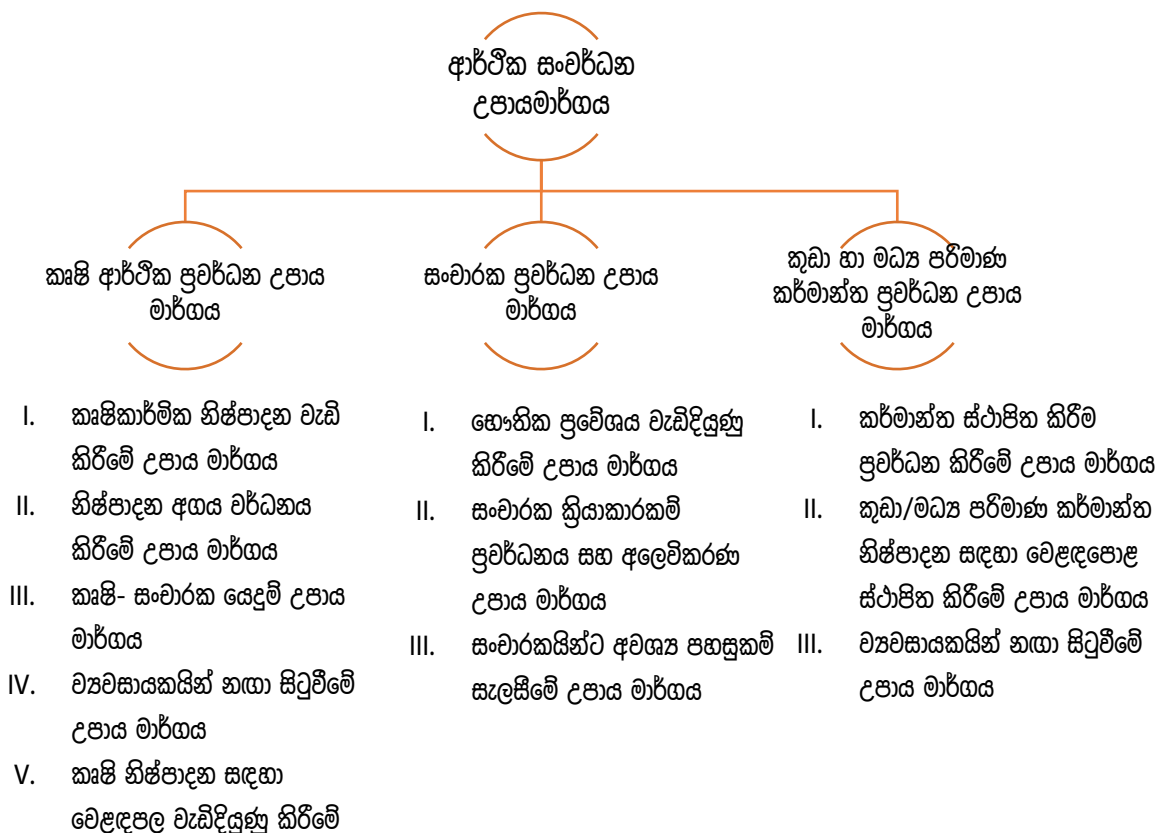 ආර්ථික සංවර්ධන
උපායමාර්ගය
කෘෂි ආර්ථික ප්‍රවර්ධන උපාය
මාර්ගය
සංචාරක ප්‍රවර්ධන උපාය
මාර්ගය
කුඩා හා මධ්‍ය පරිමාණ
කර්මාන්ත ප්‍රවර්ධන උපාය
මාර්ගය
I. කෘෂිකාර්මික නිෂ්පාදන වැඩි
කිරීමේ උපාය මාර්ගය
II. නිෂ්පාදන අගය වර්ධනය
කිරීමේ උපාය මාර්ගය
III. කෘෂි- සංචාරක යෙදුම් උපාය
මාර්ගය
IV. ව්‍යවසායකයින් නඟා සිටුවීමේ
උපාය මාර්ගය
V. කෘෂි නිෂ්පාදන සඳහා
වෙළඳපල වැඩිදියුණු කිරීමේ
I. භෞතික ප්‍රවේශය වැඩිදියුණු
කිරීමේ උපාය මාර්ගය
II. සංචාරක ක්‍රියාකාරකම්
ප්‍රවර්ධනය සහ අලෙවිකරණ
උපාය මාර්ගය
III. සංචාරකයින්ට අවශ්‍ය පහසුකම්
සැලසීමේ උපාය මාර්ගය
I. කර්මාන්ත ස්ථාපිත කිරීම
ප්‍රවර්ධන කිරීමේ උපාය මාර්ගය
II. කුඩා/මධ්‍ය පරිමාණ කර්මාන්ත
නිෂ්පාදන සඳහා වෙළඳපොළ
ස්ථාපිත කිරීමේ උපාය මාර්ගය
III. ව්‍යවසායකයින් නඟා සිටුවීමේ
උපාය මාර්ගය